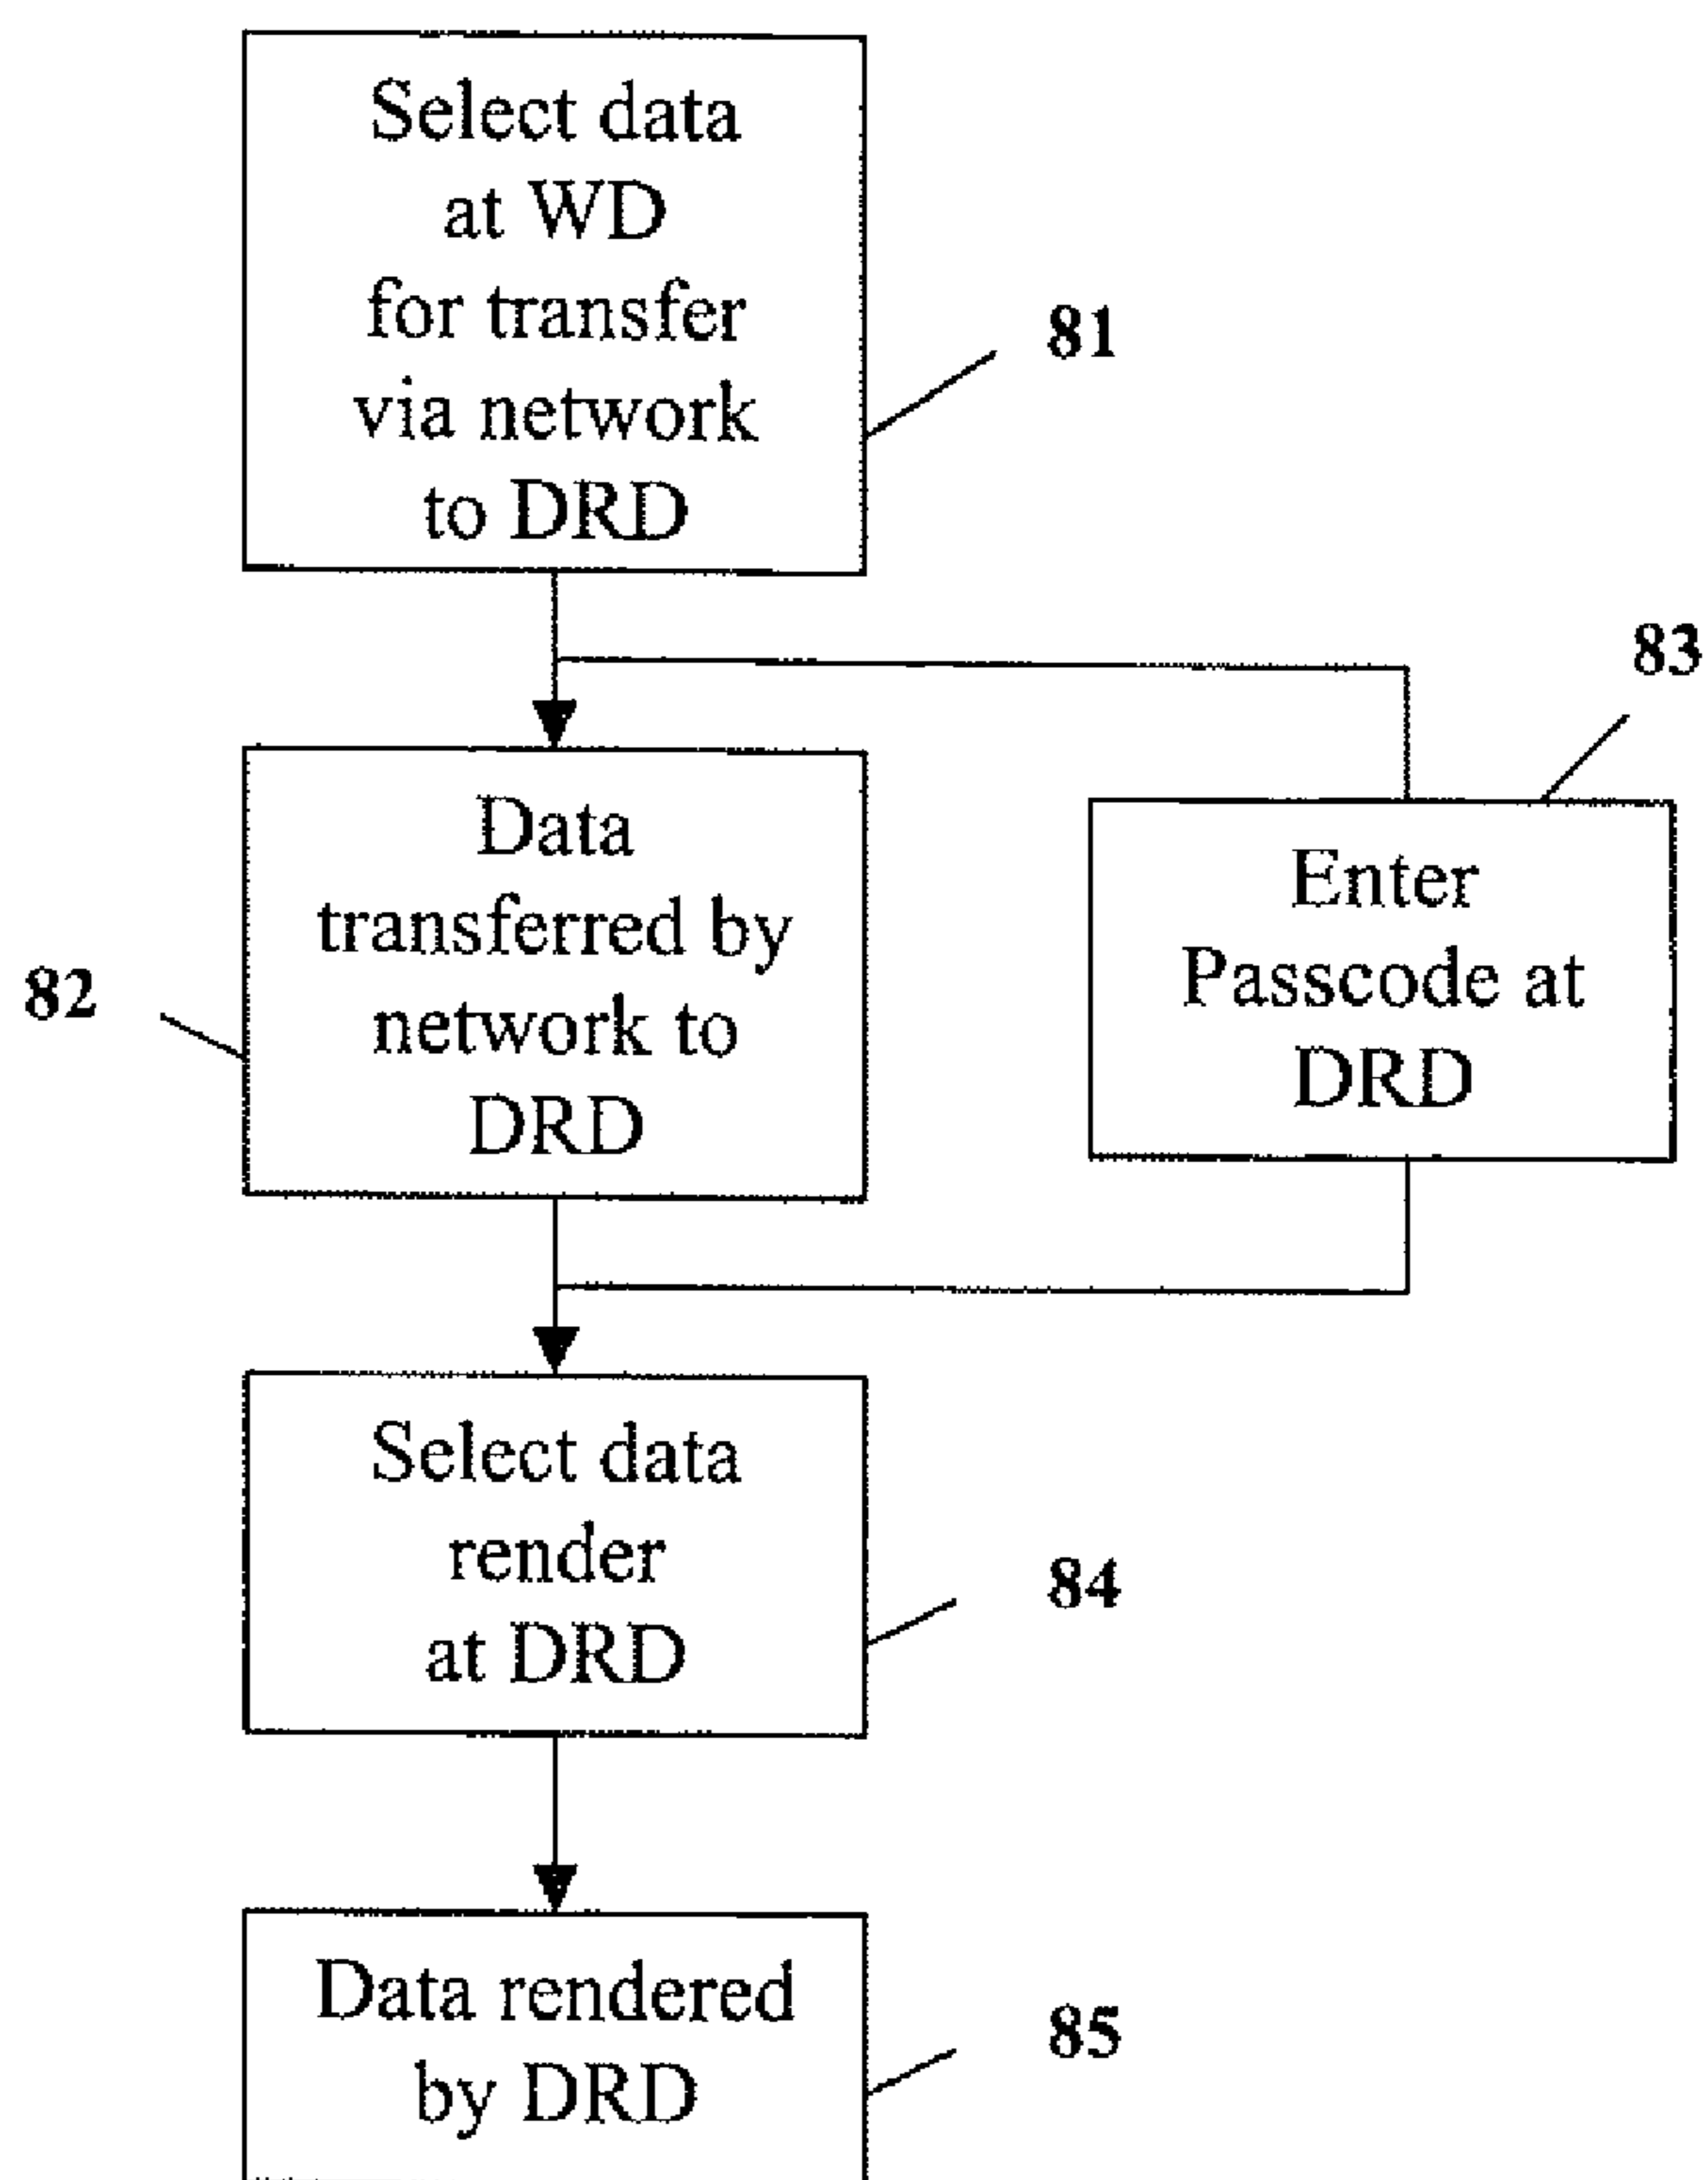 Select data
at WD
for transfer
via network
to DRD
81
83
Data
transferred by
network to
DRD
82
Enter
Passcode at
DRD
Select data
render
at DRD
84
Data rendered
by DRD
85